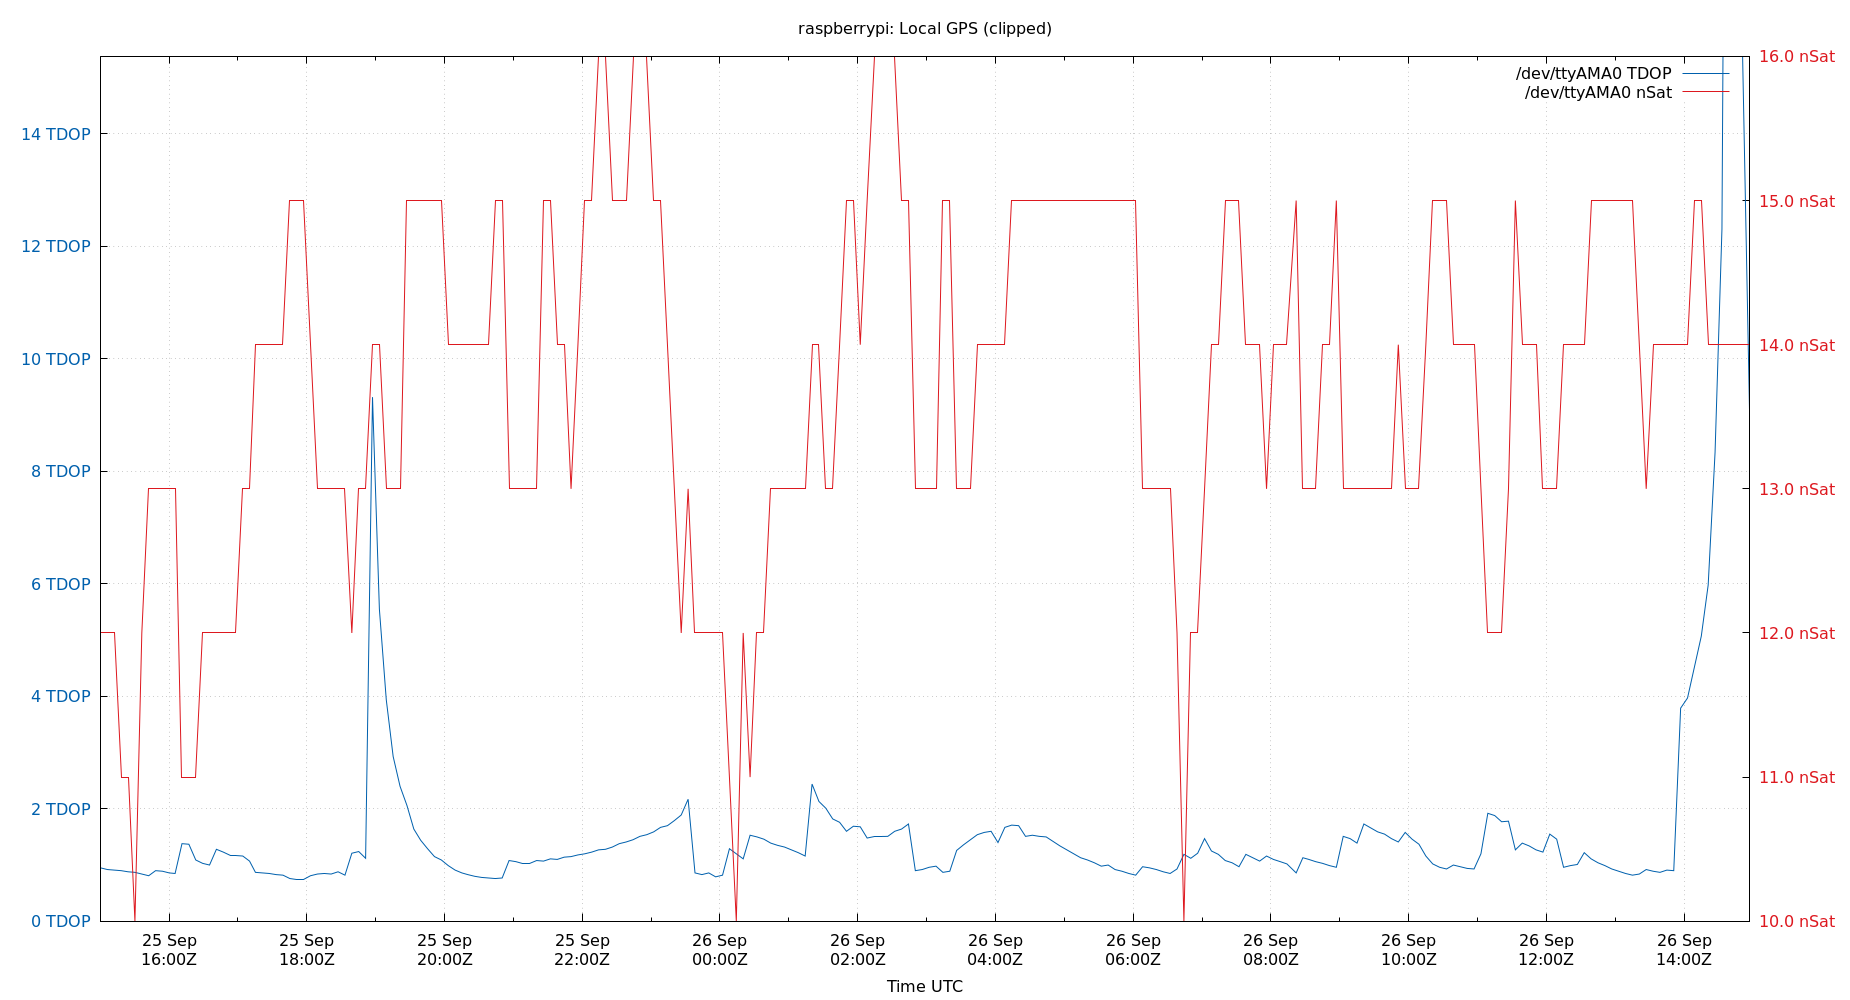 raspberrypi: Local GPS (clipped)
/dev/ttyAMA0 TDOP
/dev/ttyAMA0 nSat
14 TDOP
12 TDOP
10 TDOP
8 TDOP
6 TDOP
4 TDOP
2 TDOP
0 TDOP
16.0 nSat
15.0 nSat
14.0 nSat
13.0 nSat
12.0 nSat
11.0 nSat
10.0 nSat
25 Sep
16:00Z
25 Sep
18:00Z
25 Sep
20:00Z
25 Sep
22:00Z
26 Sep
00:00Z
26 Sep
02:00Z
26 Sep
04:00Z
26 Sep
06:00Z
26 Sep
08:00Z
26 Sep
10:00Z
26 Sep
12:00Z
26 Sep
14:00Z
Time UTC